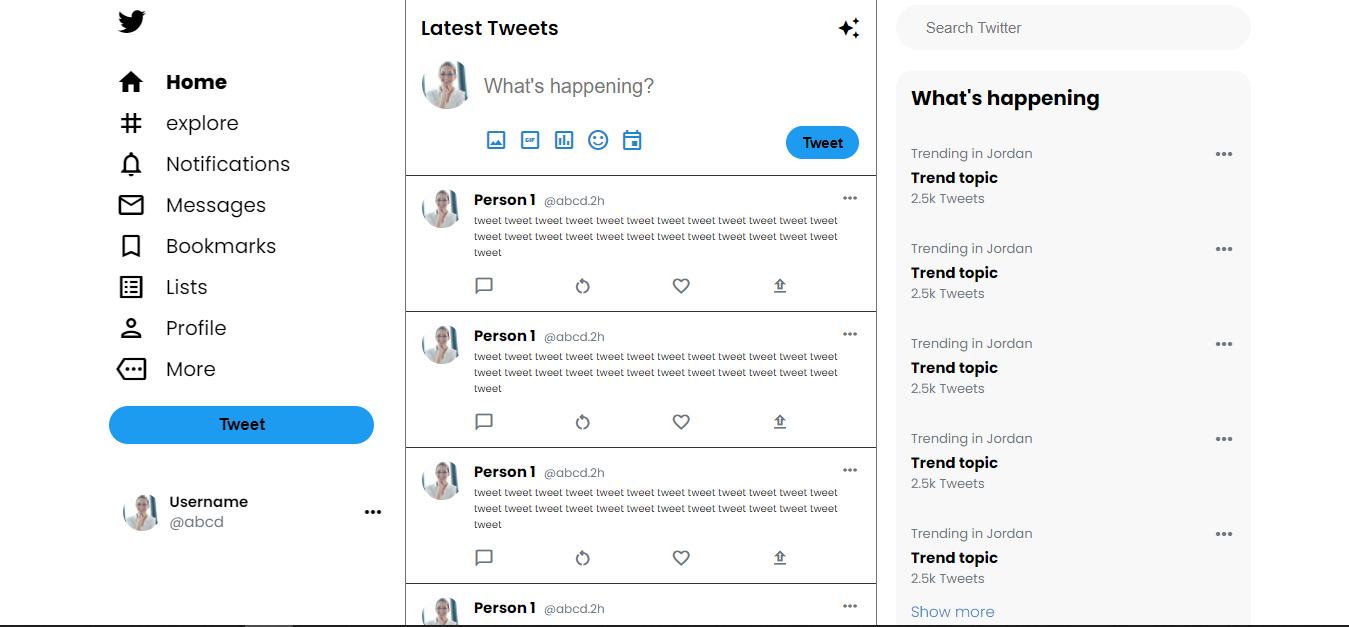 Home
explore
Notifications
Messages
Bookmarks
Lists
Profile
More
Tweet
Username
@abcd
Latest Tweets
What's happening?
GIF
Tweet
Person 1 @abcd.2h
tweet tweet tweet tweet tweet tweet tweet tweet tweet tweet tweet tweet
tweet tweet tweet tweet tweet tweet tweet tweet tweet tweet tweet tweet
tweet
Person 1 @abcd.2h
tweet tweet tweet tweet tweet tweet tweet tweet tweet tweet tweet tweet
tweet tweet tweet tweet tweet tweet tweet tweet tweet tweet tweet tweet
tweet
Person 1 @abcd.2h
tweet tweet tweet tweet tweet tweet tweet tweet tweet tweet tweet tweet
tweet tweet tweet tweet tweet tweet tweet tweet tweet tweet tweet tweet
tweet
Person 1 @abcd.2h
Search Twitter
What's happening
Trending in Jordan
Trend topic
2.5k Tweets
Trending in Jordan
Trend topic
2.5k Tweets
Trending in Jordan
Trend topic
2.5k Tweets
Trending in Jordan
Trend topic
2.5k Tweets
Trending in Jordan
Trend topic
2.5k Tweets
Show more